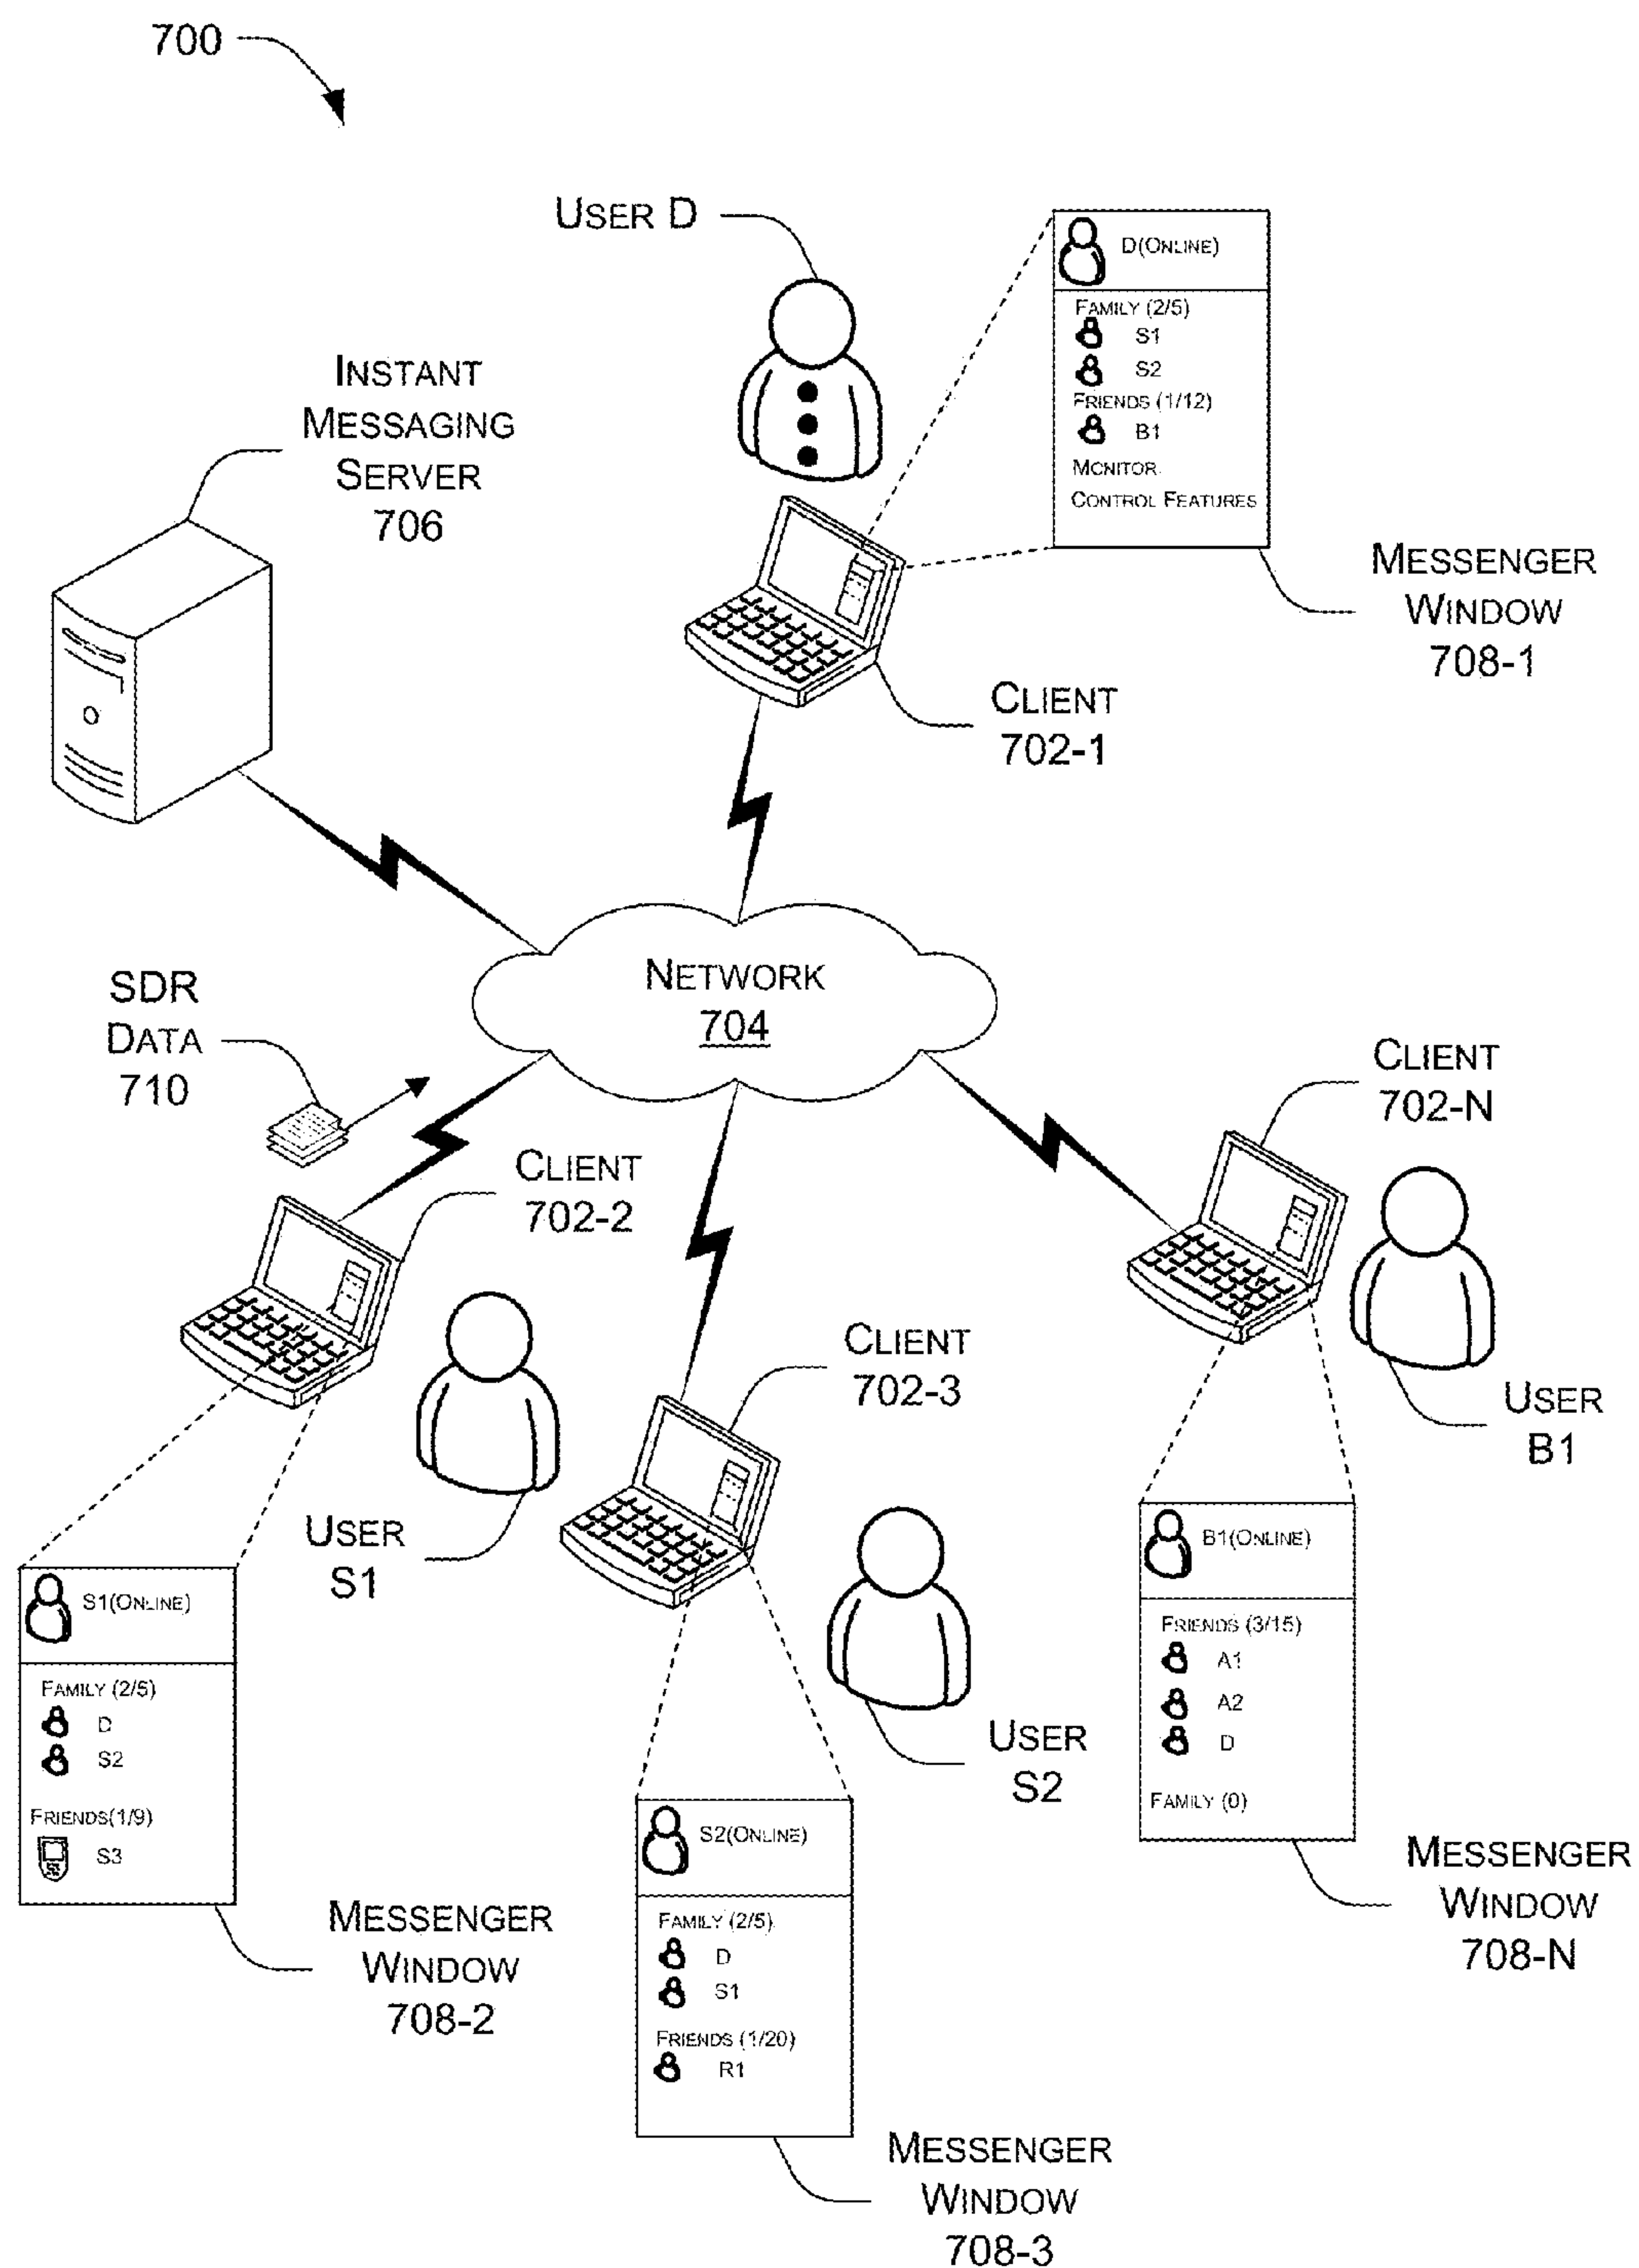 700
USER D
D(ONLINE)
FAMILY (2/5)
S1
S2
FRIENDS (1/12)
B1
MONITOR
CONTROL FEATURES
MESSENGER
WINDOW
708-1
INSTANT
MESSAGING
SERVER
706
CLIENT
702-1
NETWORK
704
SDR
DATA
710
CLIENT
702-2
CLIENT
702-N
CLIENT
702-3
USER
B1
USER
S1
USER
S2
S1(ONLINE)
FAMILY (2/5)
D
S2
FRIENDS(1/9)
S3
MESSENGER
WINDOW
708-2
S2(ONLINE)
FAMILY (2/5)
D
S1
FRIENDS (1/20)
R1
MESSENGER
WINDOW
708-3
B1(ONLINE)
FRIENDS (3/15)
A1
A2
D
FAMILY (0)
MESSENGER
WINDOW
708-N